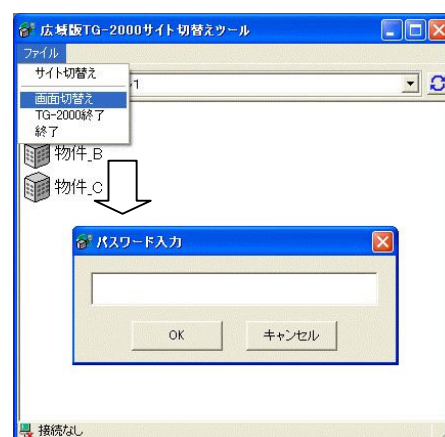 広域版TG-2000サイト切替えツール
ファイル
サイト切替え
画面切替え
TG-2000終了
終了
1
物件_B
物件_C
パスワード入力
OK
キャンセル
接続なし